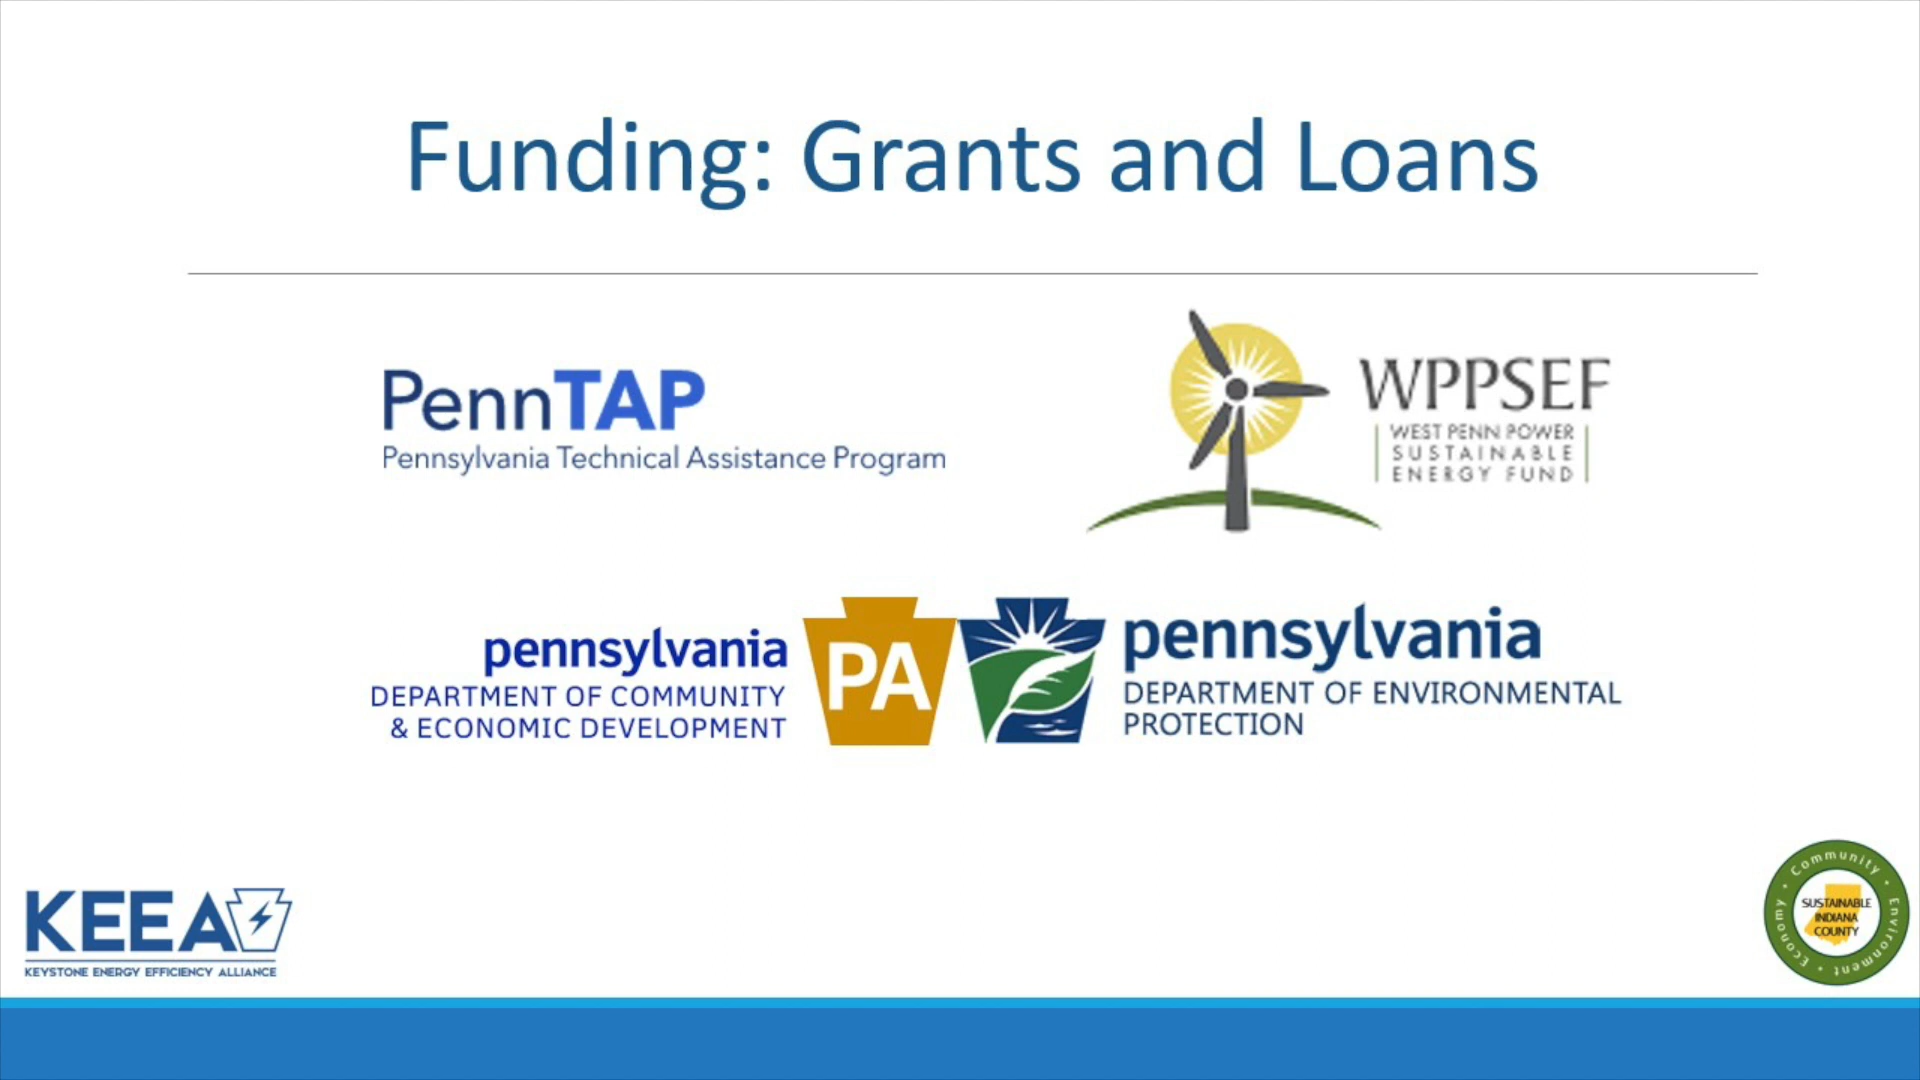 Funding: Grants and Loans
PennTAP
Pennsylvania Technical Assistance Program
WPPSEF
WEST PENN POWER
SUSTAINABLE
ENERGY FUND
pennsylvania
DEPARTMENT OF COMMUNITY
& ECONOMIC DEVELOPMENT
PA
pennsylvania
DEPARTMENT OF ENVIRONMENTAL
PROTECTION
KEEA
KEYSTONE ENERGY EFFICIENCY ALLIANCE
Community • Environment • Economy •
SUSTAINABLE
INDIANA
COUNTY